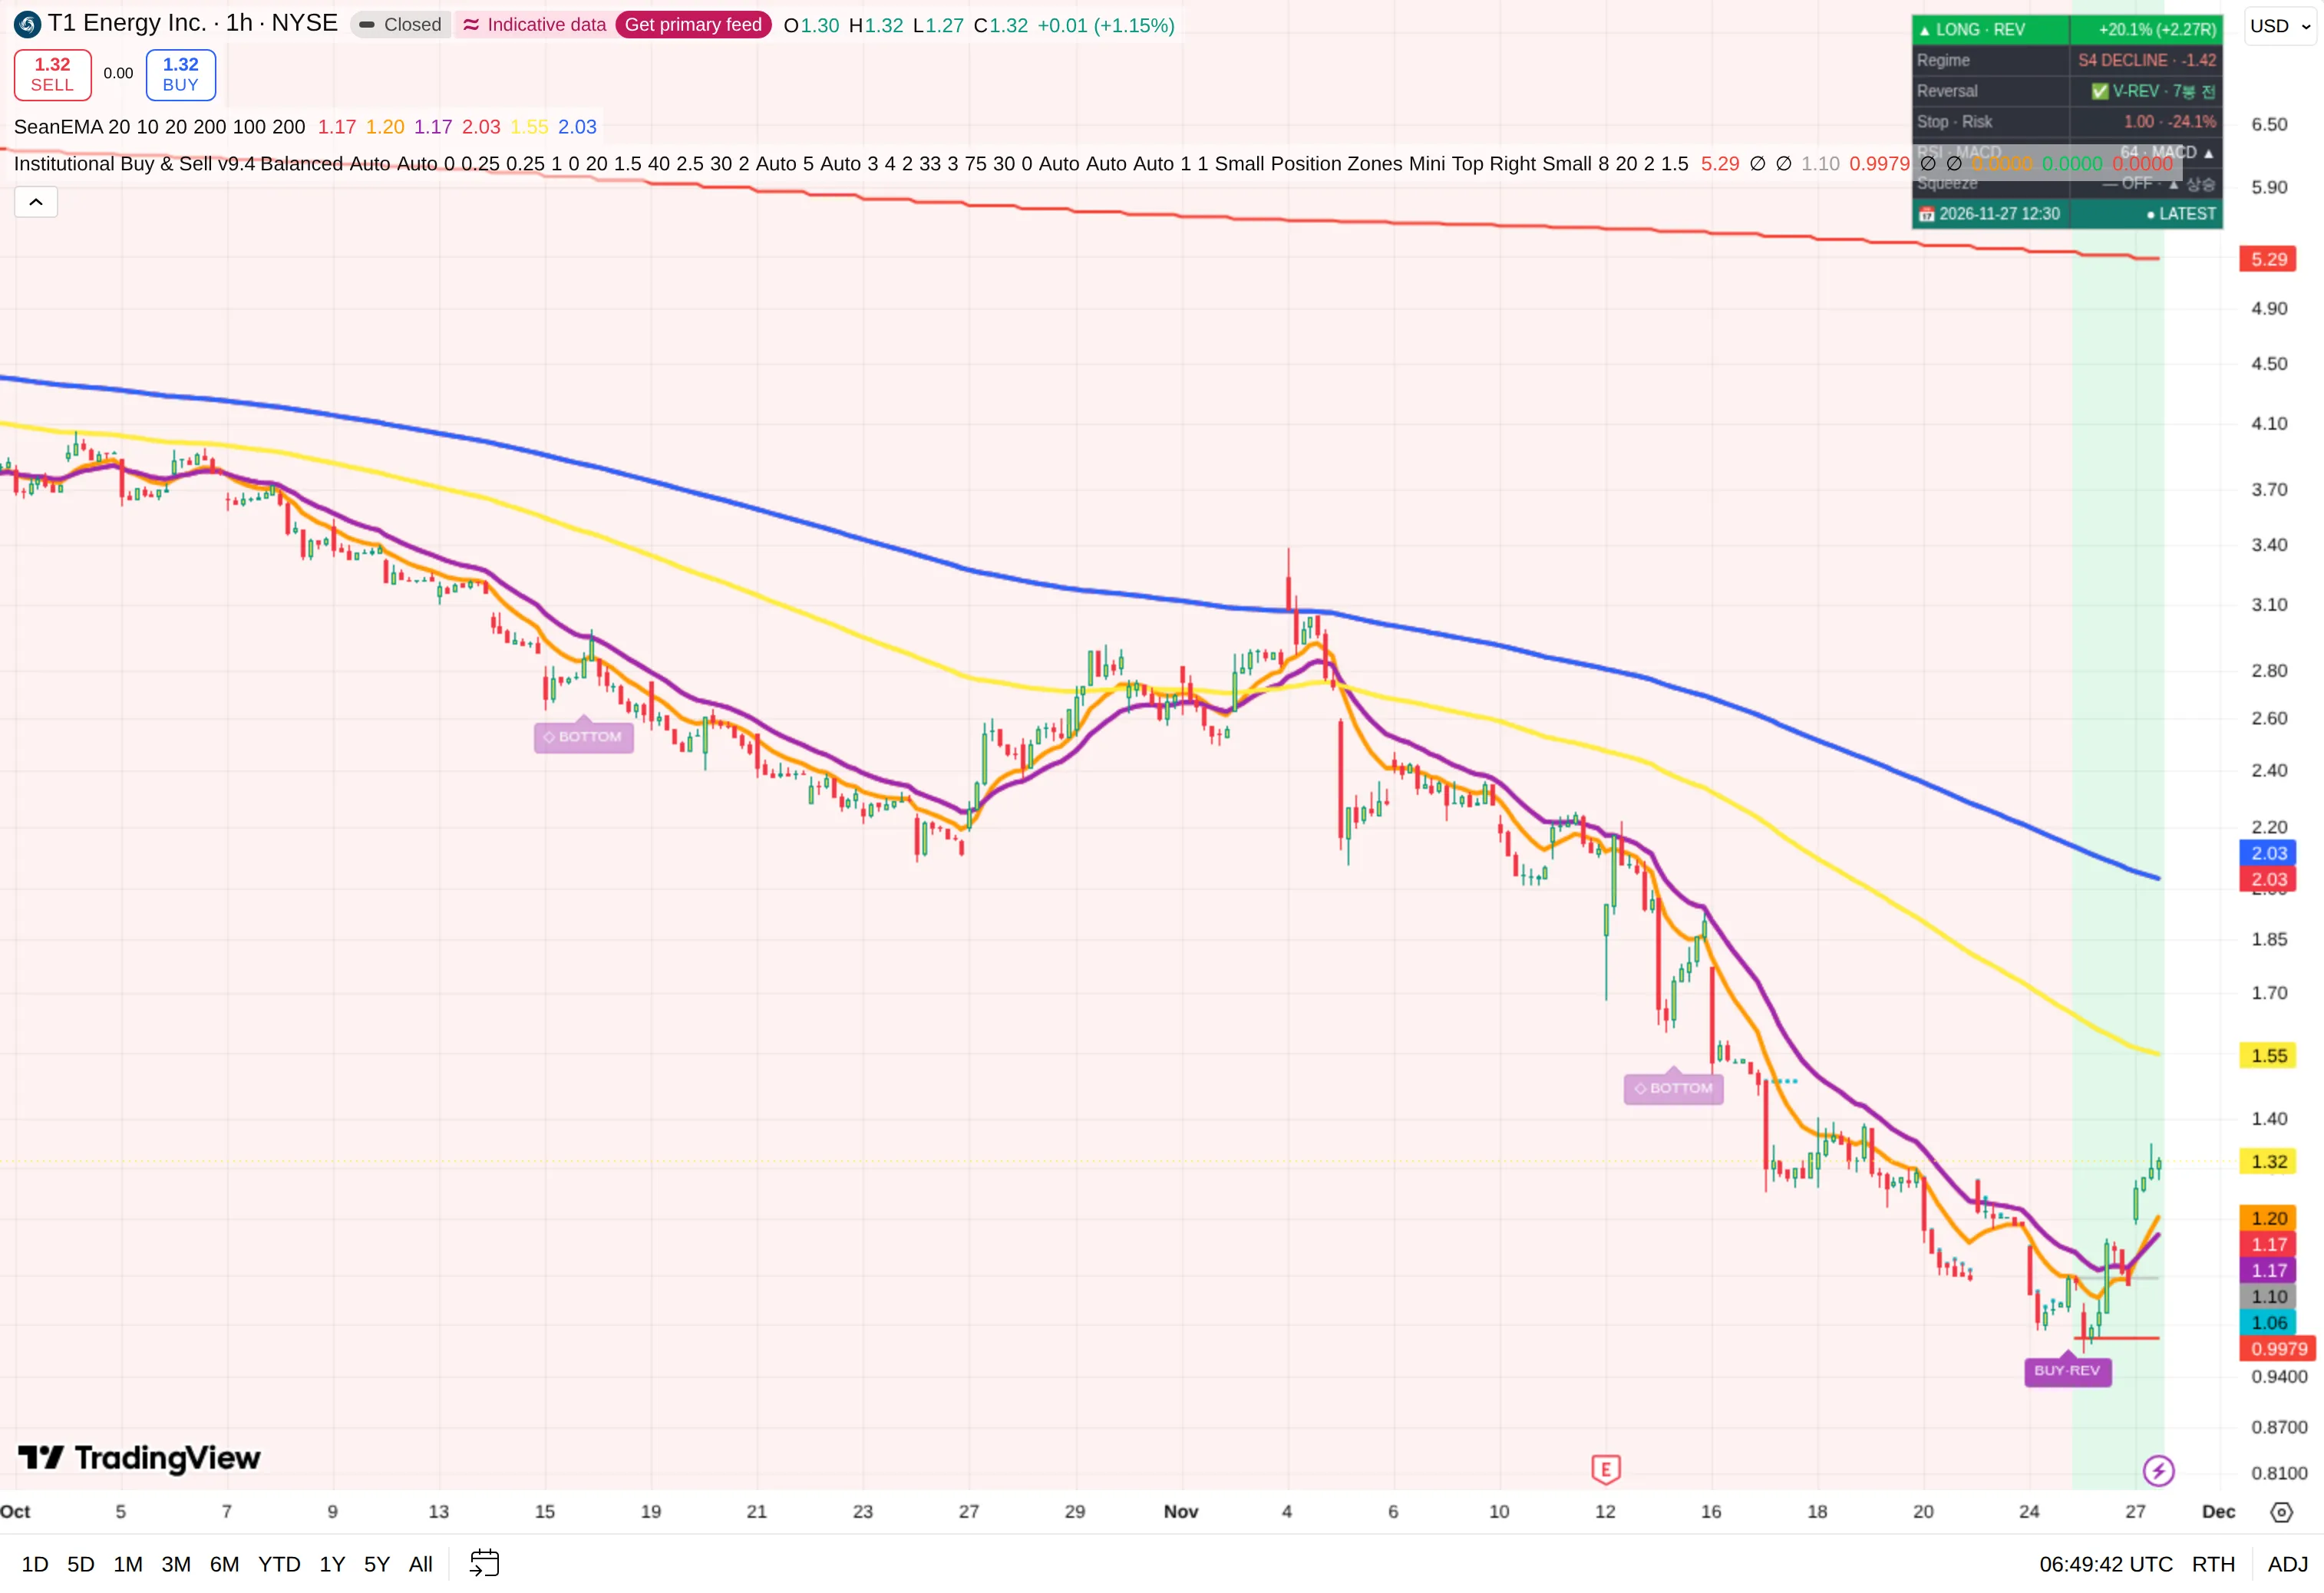 T1 Energy Inc. · 1h · NYSE Closed ≈ Indicative data Get primary feed O1.30 H1.32 L1.27 C1.32 +0.01 (+1.15%)
1.32
SELL
0.00
1.32
BUY
SeanEMA 20 10 20 200 100 200 1.17 1.20 1.17 2.03 1.55 2.03
Institutional Buy & Sell v9.4 Balanced Auto Auto 0 0.25 0.25 1 0 20 1.5 40 2.5 30 2 Auto 5 Auto 3 4 2 33 3 75 30 0 Auto Auto Auto 1 1 Small Position Zones Mini Top Right Small 8 20 2 1.5 5.29 ∅ ∅ 1.10 0.9979 ∅ ∅ 0.0000 0.0000 0.0000
▲ LONG · REV +20.1% (+2.27R)
Regime S4 DECLINE · -1.42
Reversal ✅ V-REV · 7봉 전
Stop · Risk 1.00 · -24.1%
RSI · MACD 64 · MACD ▲
Squeeze — OFF · ▲ 상승
📅 2026-11-27 12:30 ● LATEST
USD
6.50
5.90
5.29
4.90
4.50
4.10
3.70
3.40
3.10
2.80
2.60
2.40
2.20
2.03
2.03
1.85
1.70
1.55
1.40
1.32
1.20
1.17
1.17
1.10
1.06
0.9979
0.9400
0.8700
0.8100
◇ BOTTOM
◇ BOTTOM
BUY·REV
TradingView
E
Oct 5 7 9 13 15 19 21 23 27 29 Nov 4 6 10 12 16 18 20 24 27 Dec
1D 5D 1M 3M 6M YTD 1Y 5Y All
06:49:42 UTC RTH ADJ